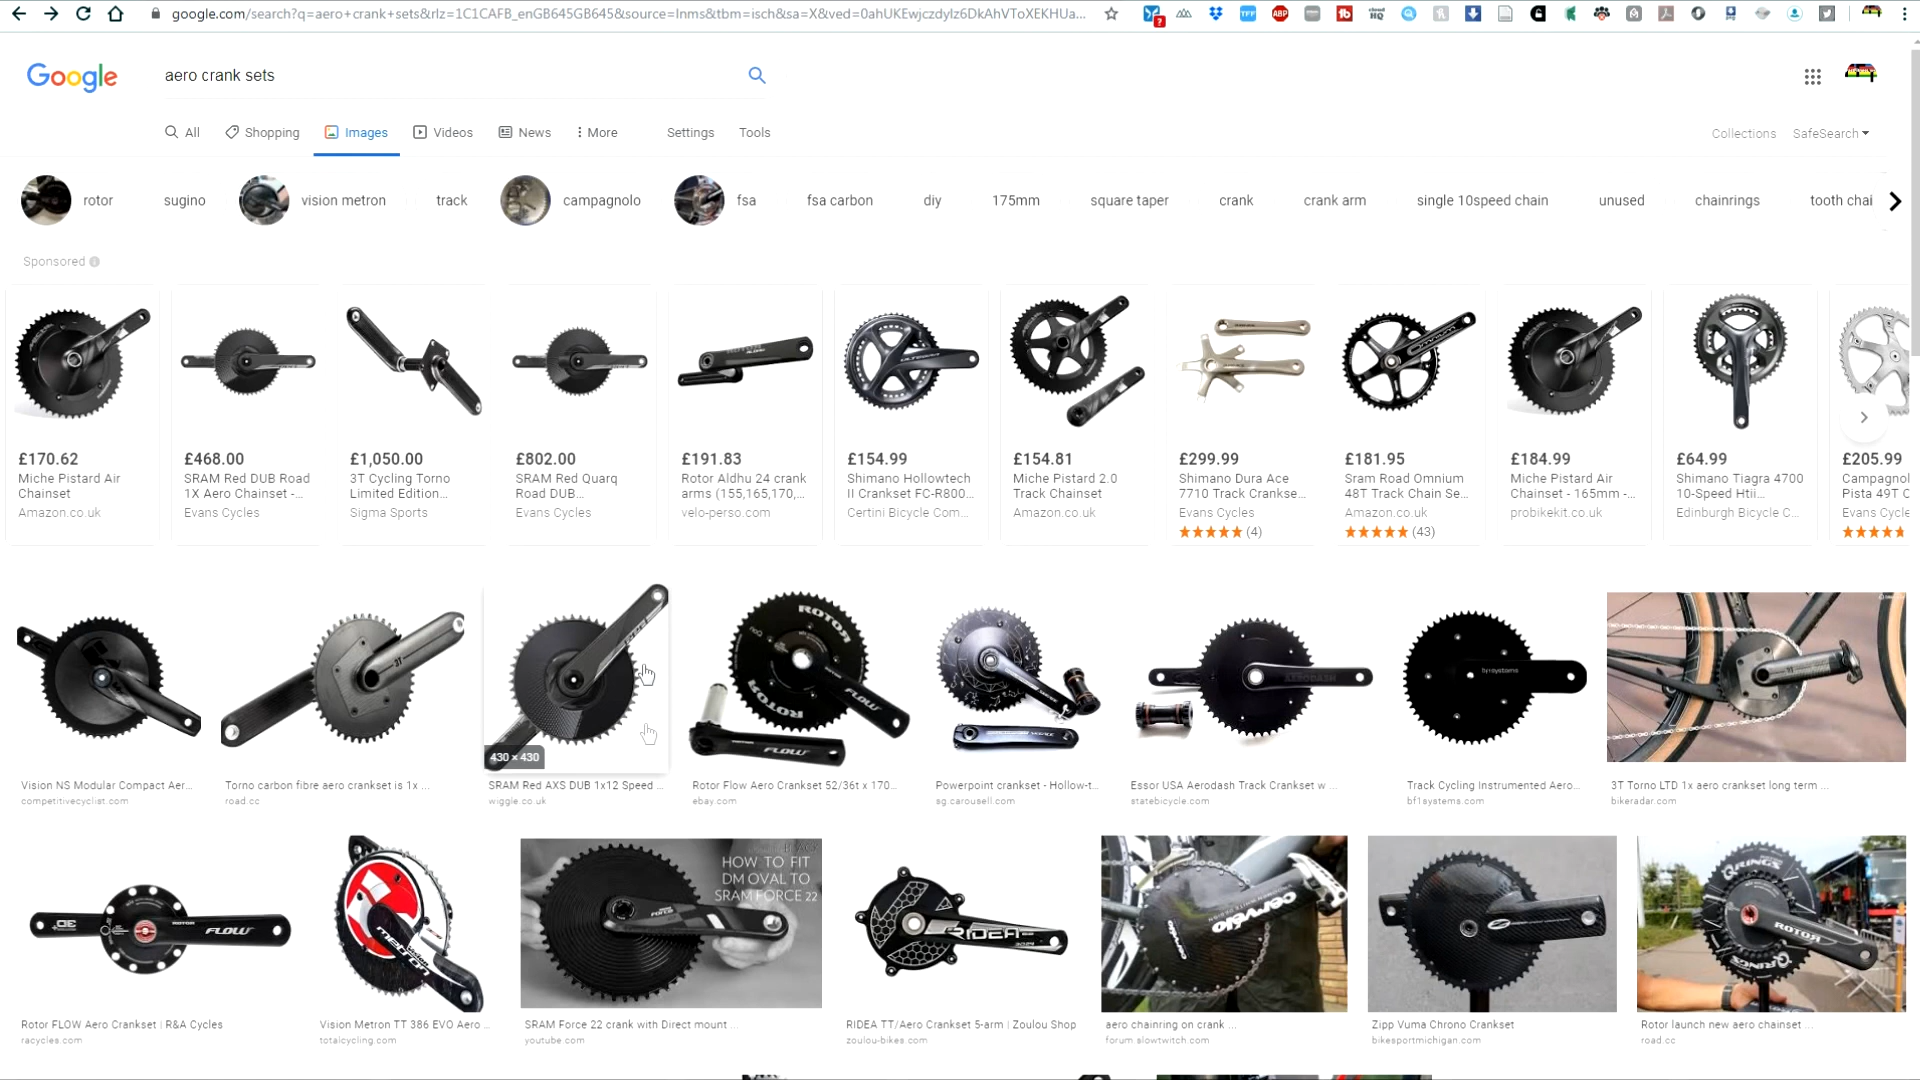 google.com/search?q=aero+crank+sets&rlz=1C1CAFB_enGB645GB645&source=lnms&tbm=isch&sa=X&ved=0ahUKEwjczdylz6DkAhVToXEKHUa...
Google
aero crank sets
All
Shopping
Images
Videos
News
More
Settings
Tools
Collections
SafeSearch
rotor
sugino
vision metron
track
campagnolo
fsa
fsa carbon
diy
175mm
square taper
crank
crank arm
single 10speed chain
unused
chainrings
tooth chai
Sponsored
£170.62
Miche Pistard Air
Chainset
Amazon.co.uk
£468.00
SRAM Red DUB Road
1X Aero Chainset -...
Evans Cycles
£1,050.00
3T Cycling Torno
Limited Edition...
Sigma Sports
£802.00
SRAM Red Quarq
Road DUB...
Evans Cycles
£191.83
Rotor Aldhu 24 crank
arms (155,165,170,...
velo-perso.com
£154.99
Shimano Hollowtech
II Crankset FC-R800...
Certini Bicycle Com...
£154.81
Miche Pistard 2.0
Track Chainset
Amazon.co.uk
£299.99
Shimano Dura Ace
7710 Track Crankse...
Evans Cycles
(4)
£181.95
Sram Road Omnium
48T Track Chain Se...
Amazon.co.uk
(43)
£184.99
Miche Pistard Air
Chainset - 165mm -...
probikekit.co.uk
£64.99
Shimano Tiagra 4700
10-Speed Htii...
Edinburgh Bicycle C...
£205.99
Campagnol
Pista 49T C
Evans Cycle
430 × 430
ROTOR
ROTOR
FLOW
FLOW
3T
AERODASH
bf1systems
Vision NS Modular Compact Aer...
competitivecyclist.com
Torno carbon fibre aero crankset is 1x ...
road.cc
SRAM Red AXS DUB 1x12 Speed ...
wiggle.co.uk
Rotor Flow Aero Crankset 52/36t x 170...
ebay.com
Powerpoint crankset - Hollow-t...
sg.carousell.com
Essor USA Aerodash Track Crankset w ...
statebicycle.com
Track Cycling Instrumented Aero...
bf1systems.com
3T Torno LTD 1x aero crankset long term ...
bikeradar.com
ROTOR
FLOW
Vision
metron
HOW TO FIT
DM OVAL TO
SRAM FORCE 22
RIDEA
cervélo
Q-RINGS
ROTOR
Q-RINGS
Rotor FLOW Aero Crankset | R&A Cycles
racycles.com
Vision Metron TT 386 EVO Aero ...
totalcycling.com
SRAM Force 22 crank with Direct mount ...
youtube.com
RIDEA TT/Aero Crankset 5-arm | Zoulou Shop
zoulou-bikes.com
aero chainring on crank ...
forum.slowtwitch.com
Zipp Vuma Chrono Crankset
bikesportmichigan.com
Rotor launch new aero chainset ...
road.cc